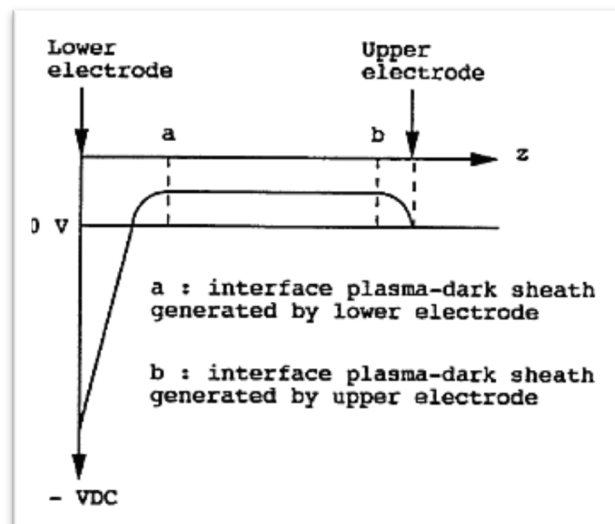 Lower
electrode
Upper
electrode
a
b
z
0 V
a : interface plasma-dark sheath
generated by lower electrode
b : interface plasma-dark sheath
generated by upper electrode
- VDC